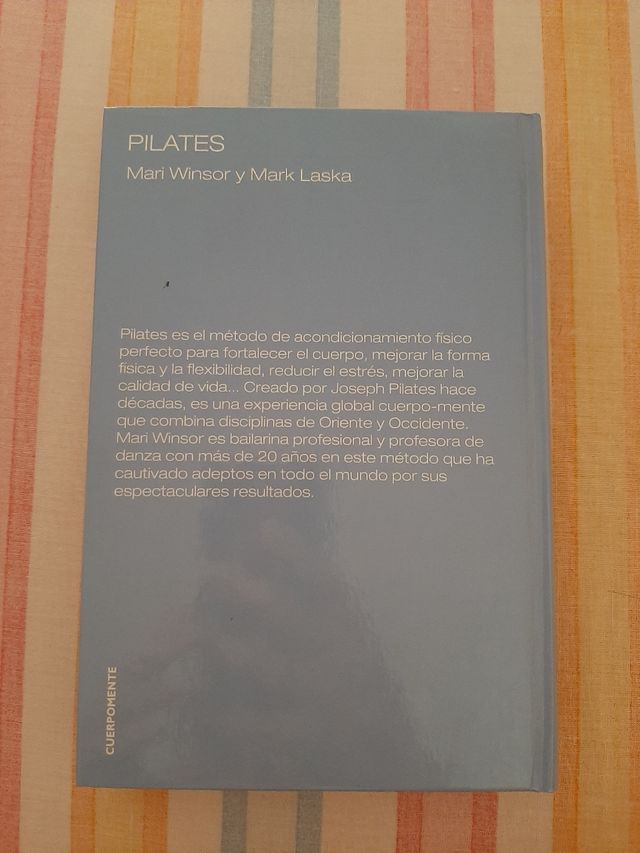 PILATES
Mari Winsor y Mark Laska
Pilates es el método de acondicionamiento físico
perfecto para fortalecer el cuerpo, mejorar la forma
física y la flexibilidad, reducir el estrés, mejorar la
calidad de vida... Creado por Joseph Pilates hace
décadas, es una experiencia global cuerpo-mente
que combina disciplinas de Oriente y Occidente.
Mari Winsor es bailarina profesional y profesora de
danza con más de 20 años en este método que ha
cautivado adeptos en todo el mundo por sus
espectaculares resultados.
CUERPOMENTE